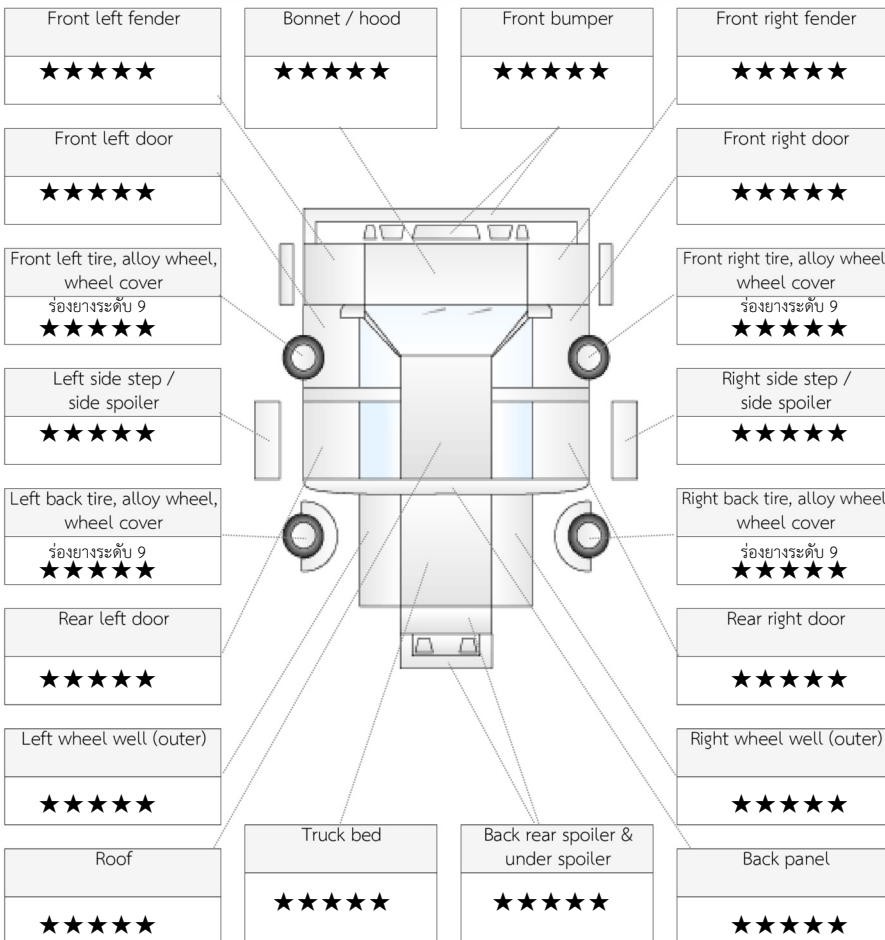 Front left fender
★★★★★
Bonnet / hood
★★★★★
Front bumper
★★★★★
Front right fender
★★★★★
Front left door
★★★★★
Front right door
★★★★★
Front left tire, alloy wheel,
wheel cover
ร่องยางระดับ 9
★★★★★
Front right tire, alloy wheel
wheel cover
ร่องยางระดับ 9
★★★★★
Left side step /
side spoiler
★★★★★
Right side step /
side spoiler
★★★★★
Left back tire, alloy wheel,
wheel cover
ร่องยางระดับ 9
★★★★★
Right back tire, alloy wheel
wheel cover
ร่องยางระดับ 9
★★★★★
Rear left door
★★★★★
Rear right door
★★★★★
Left wheel well (outer)
★★★★★
Right wheel well (outer)
★★★★★
Roof
★★★★★
Truck bed
★★★★★
Back rear spoiler &
under spoiler
★★★★★
Back panel
★★★★★